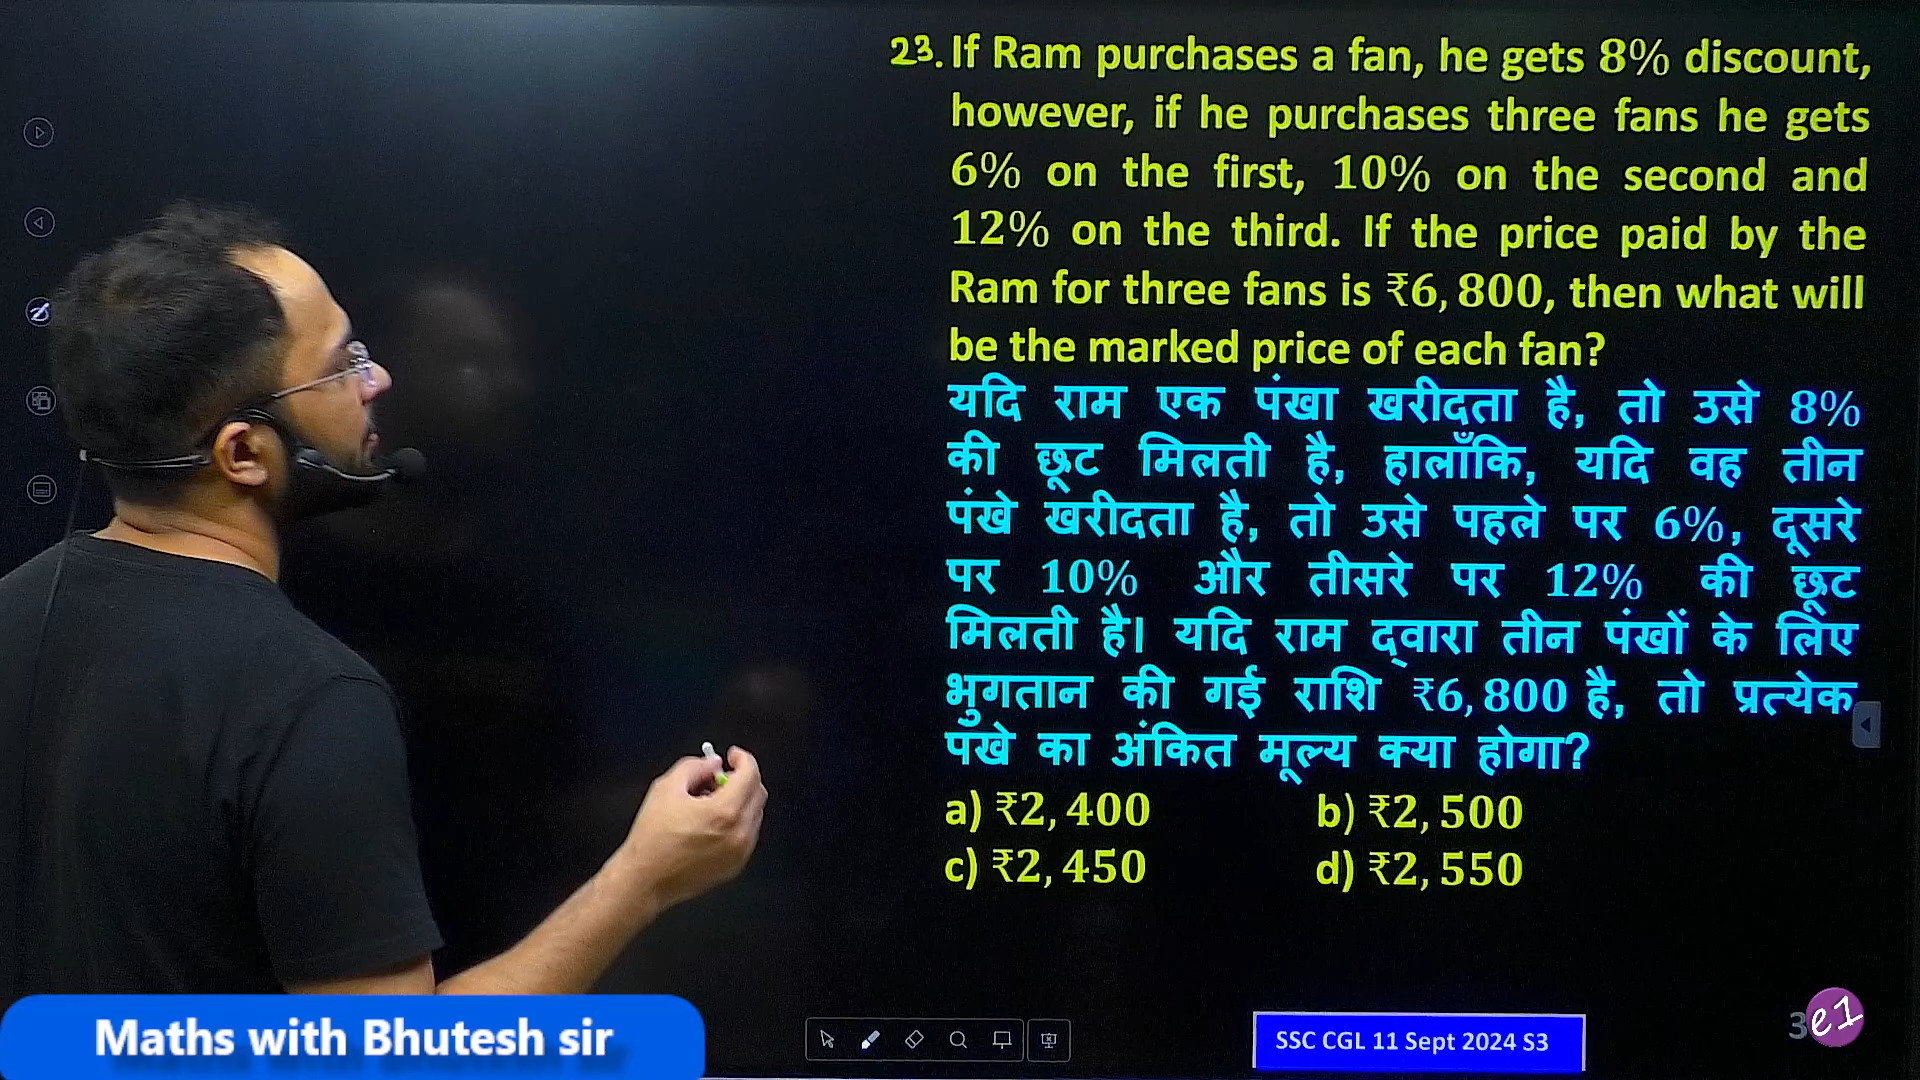 23. If Ram purchases a fan, he gets 8% discount,
however, if he purchases three fans he gets
6% on the first, 10% on the second and
12% on the third. If the price paid by the
Ram for three fans is ₹6,800, then what will
be the marked price of each fan?
यदि राम एक पंखा खरीदता है, तो उसे 8%
की छूट मिलती है, हालाँकि, यदि वह तीन
पंखे खरीदता है, तो उसे पहले पर 6%, दूसरे
पर 10% और तीसरे पर 12% की छूट
मिलती है। यदि राम द्वारा तीन पंखों के लिए
भुगतान की गई राशि ₹6,800 है, तो प्रत्येक
पंखे का अंकित मूल्य क्या होगा?
a) ₹2,400 b) ₹2,500
c) ₹2,450 d) ₹2,550
Maths with Bhutesh sir
SSC CGL 11 Sept 2024 S3
3
e1